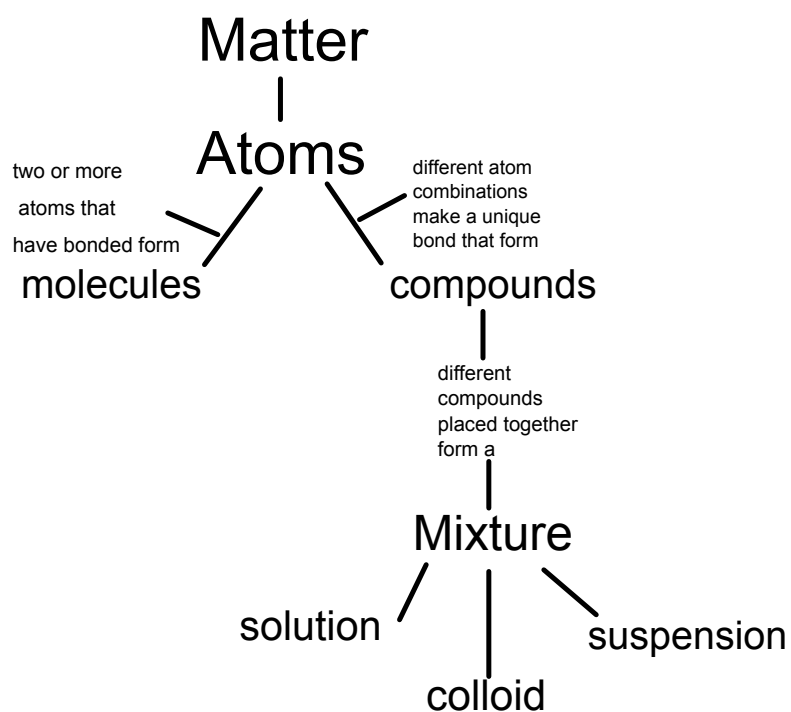 Matter
Atoms
two or more
atoms that
have bonded form
molecules
different atom
combinations
make a unique
bond that form
compounds
different
compounds
placed together
form a
Mixture
solution
colloid
suspension